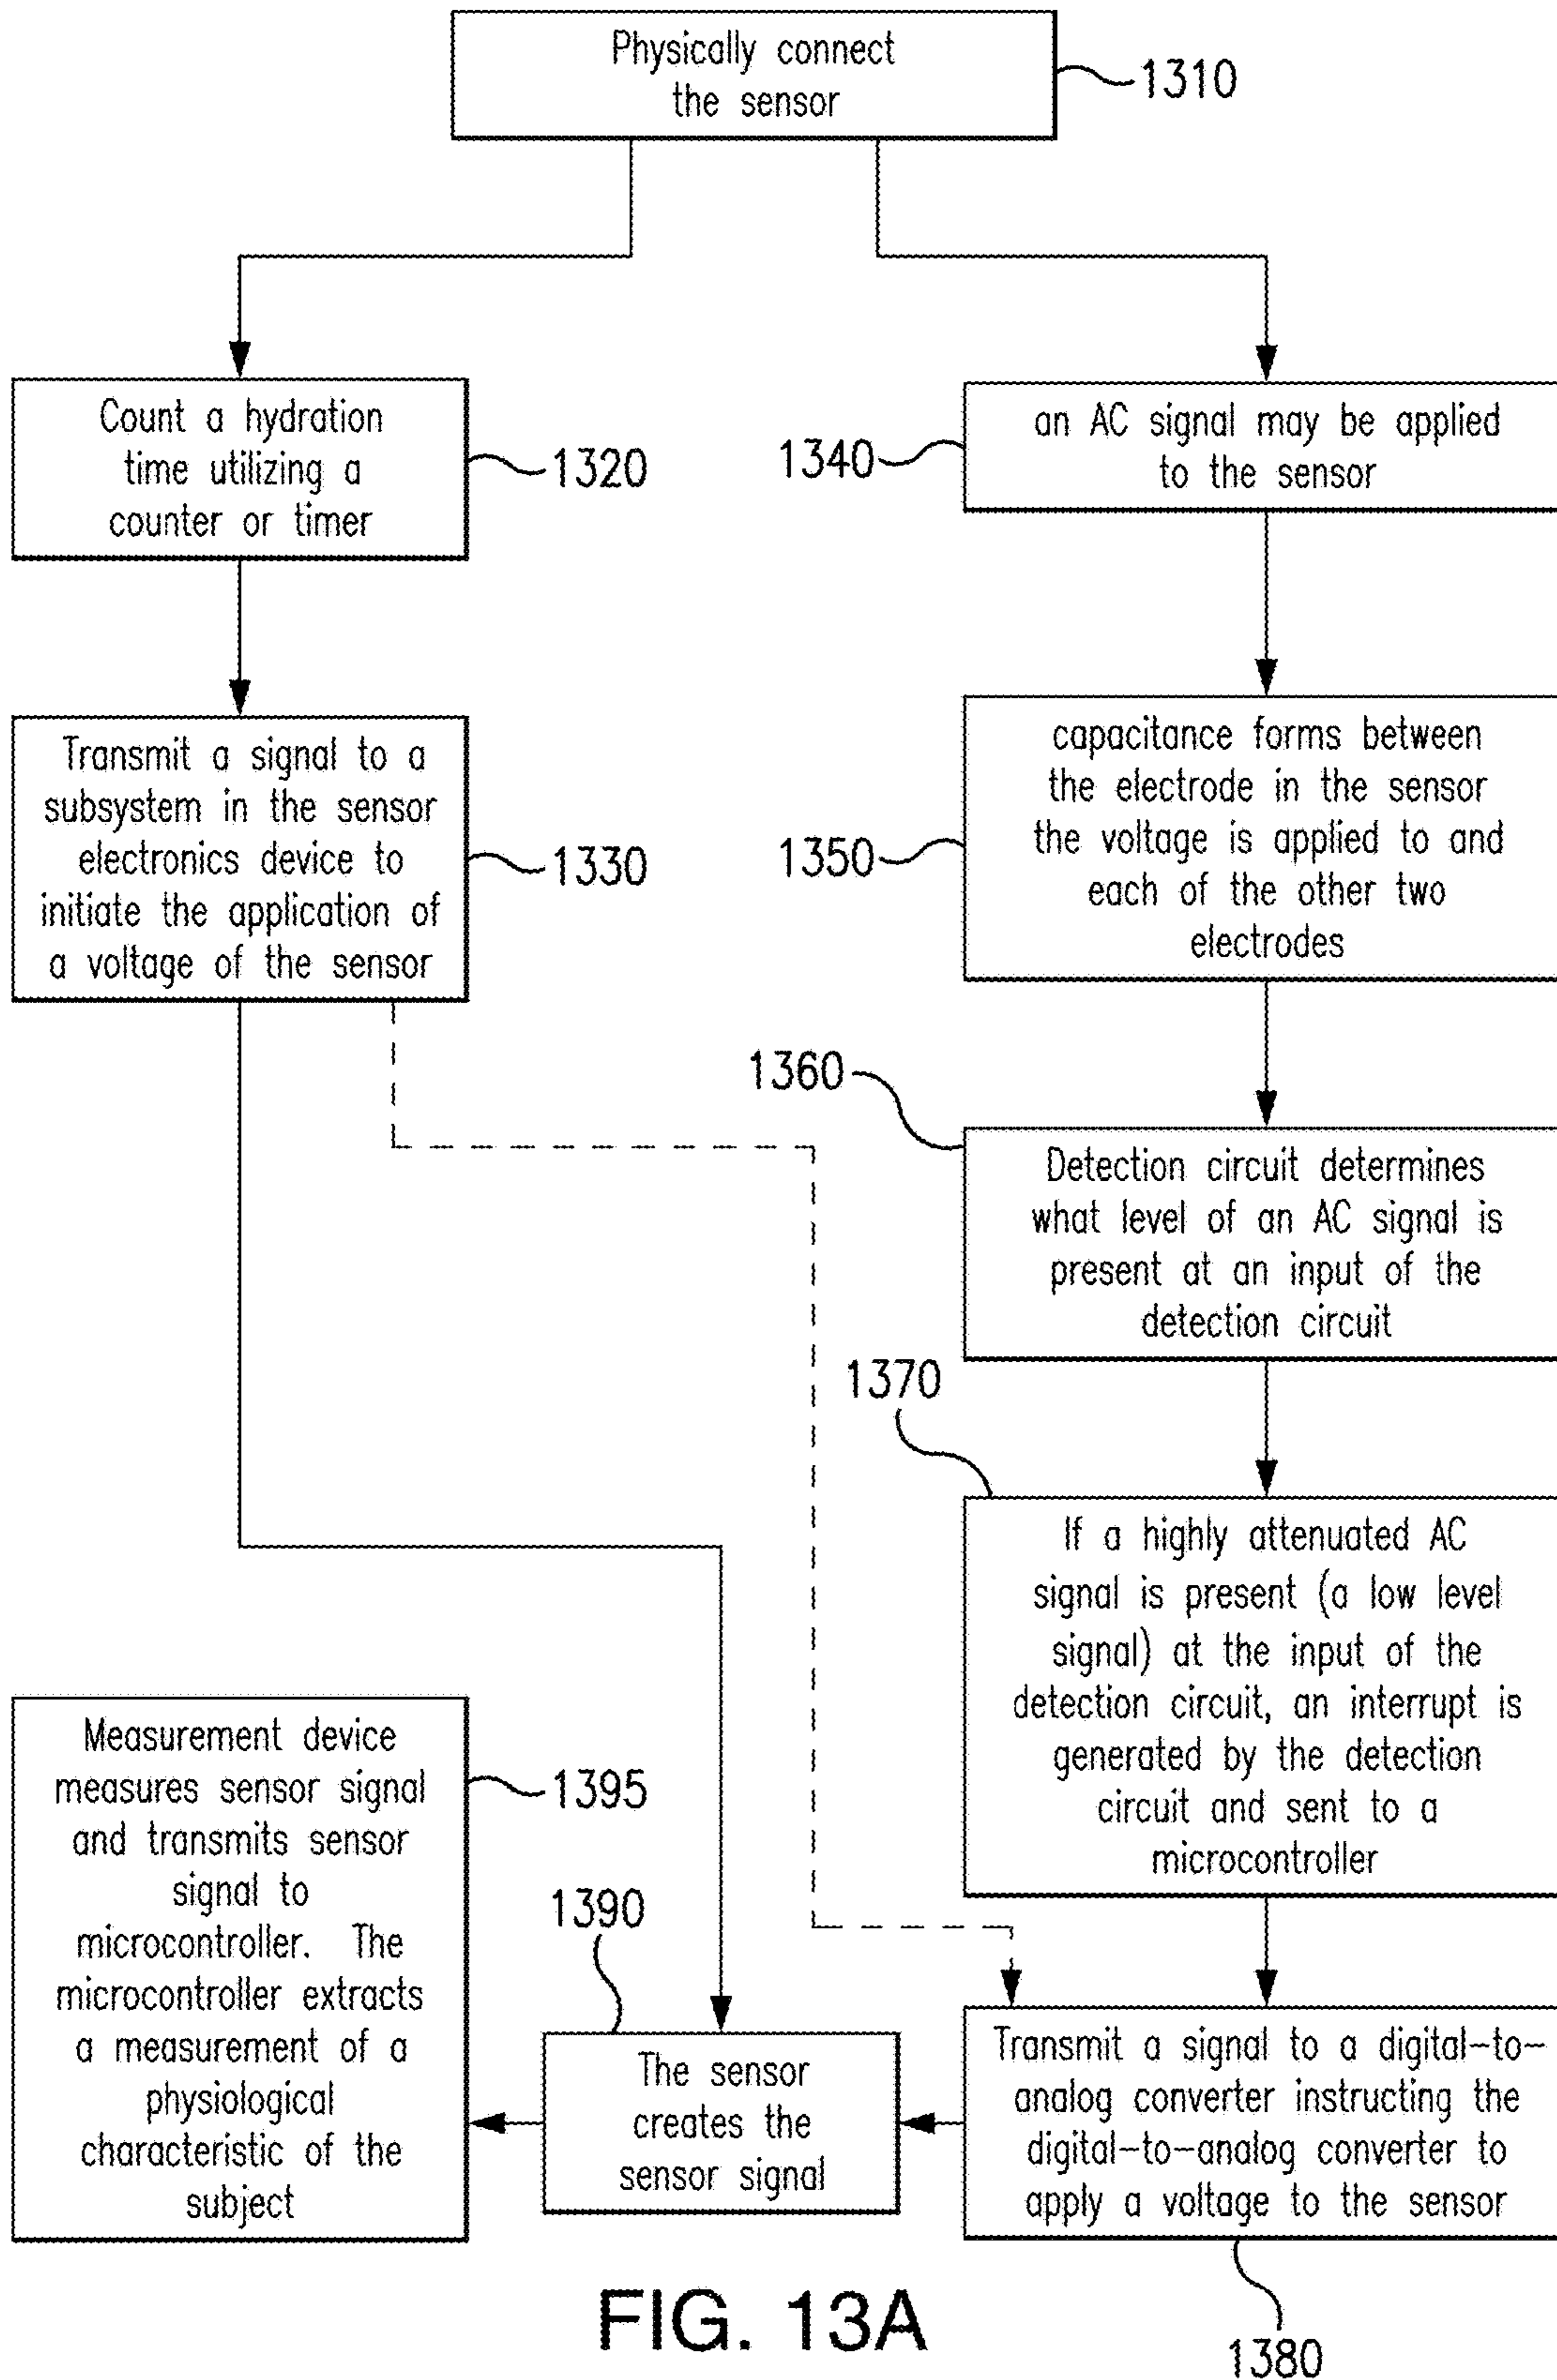 Physically connect
the sensor
1310
Count a hydration
time utilizing a
counter or timer
1320
1340
an AC signal may be applied
to the sensor
Transmit a signal to a
subsystem in the sensor
electronics device to
initiate the application of
a voltage of the sensor
1330
1350
capacitance forms between
the electrode in the sensor
the voltage is applied to and
each of the other two
electrodes
1360
Detection circuit determines
what level of an AC signal is
present at an input of the
detection circuit
1370
If a highly attenuated AC
signal is present (a low level
signal) at the input of the
detection circuit, an interrupt is
generated by the detection
circuit and sent to a
microcontroller
Measurement device
measures sensor signal
and transmits sensor
signal to
microcontroller. The
microcontroller extracts
a measurement of a
physiological
characteristic of the
subject
1395
1390
The sensor
creates the
sensor signal
Transmit a signal to a digital-to-
analog converter instructing the
digital-to-analog converter to
apply a voltage to the sensor
1380
FIG. 13A